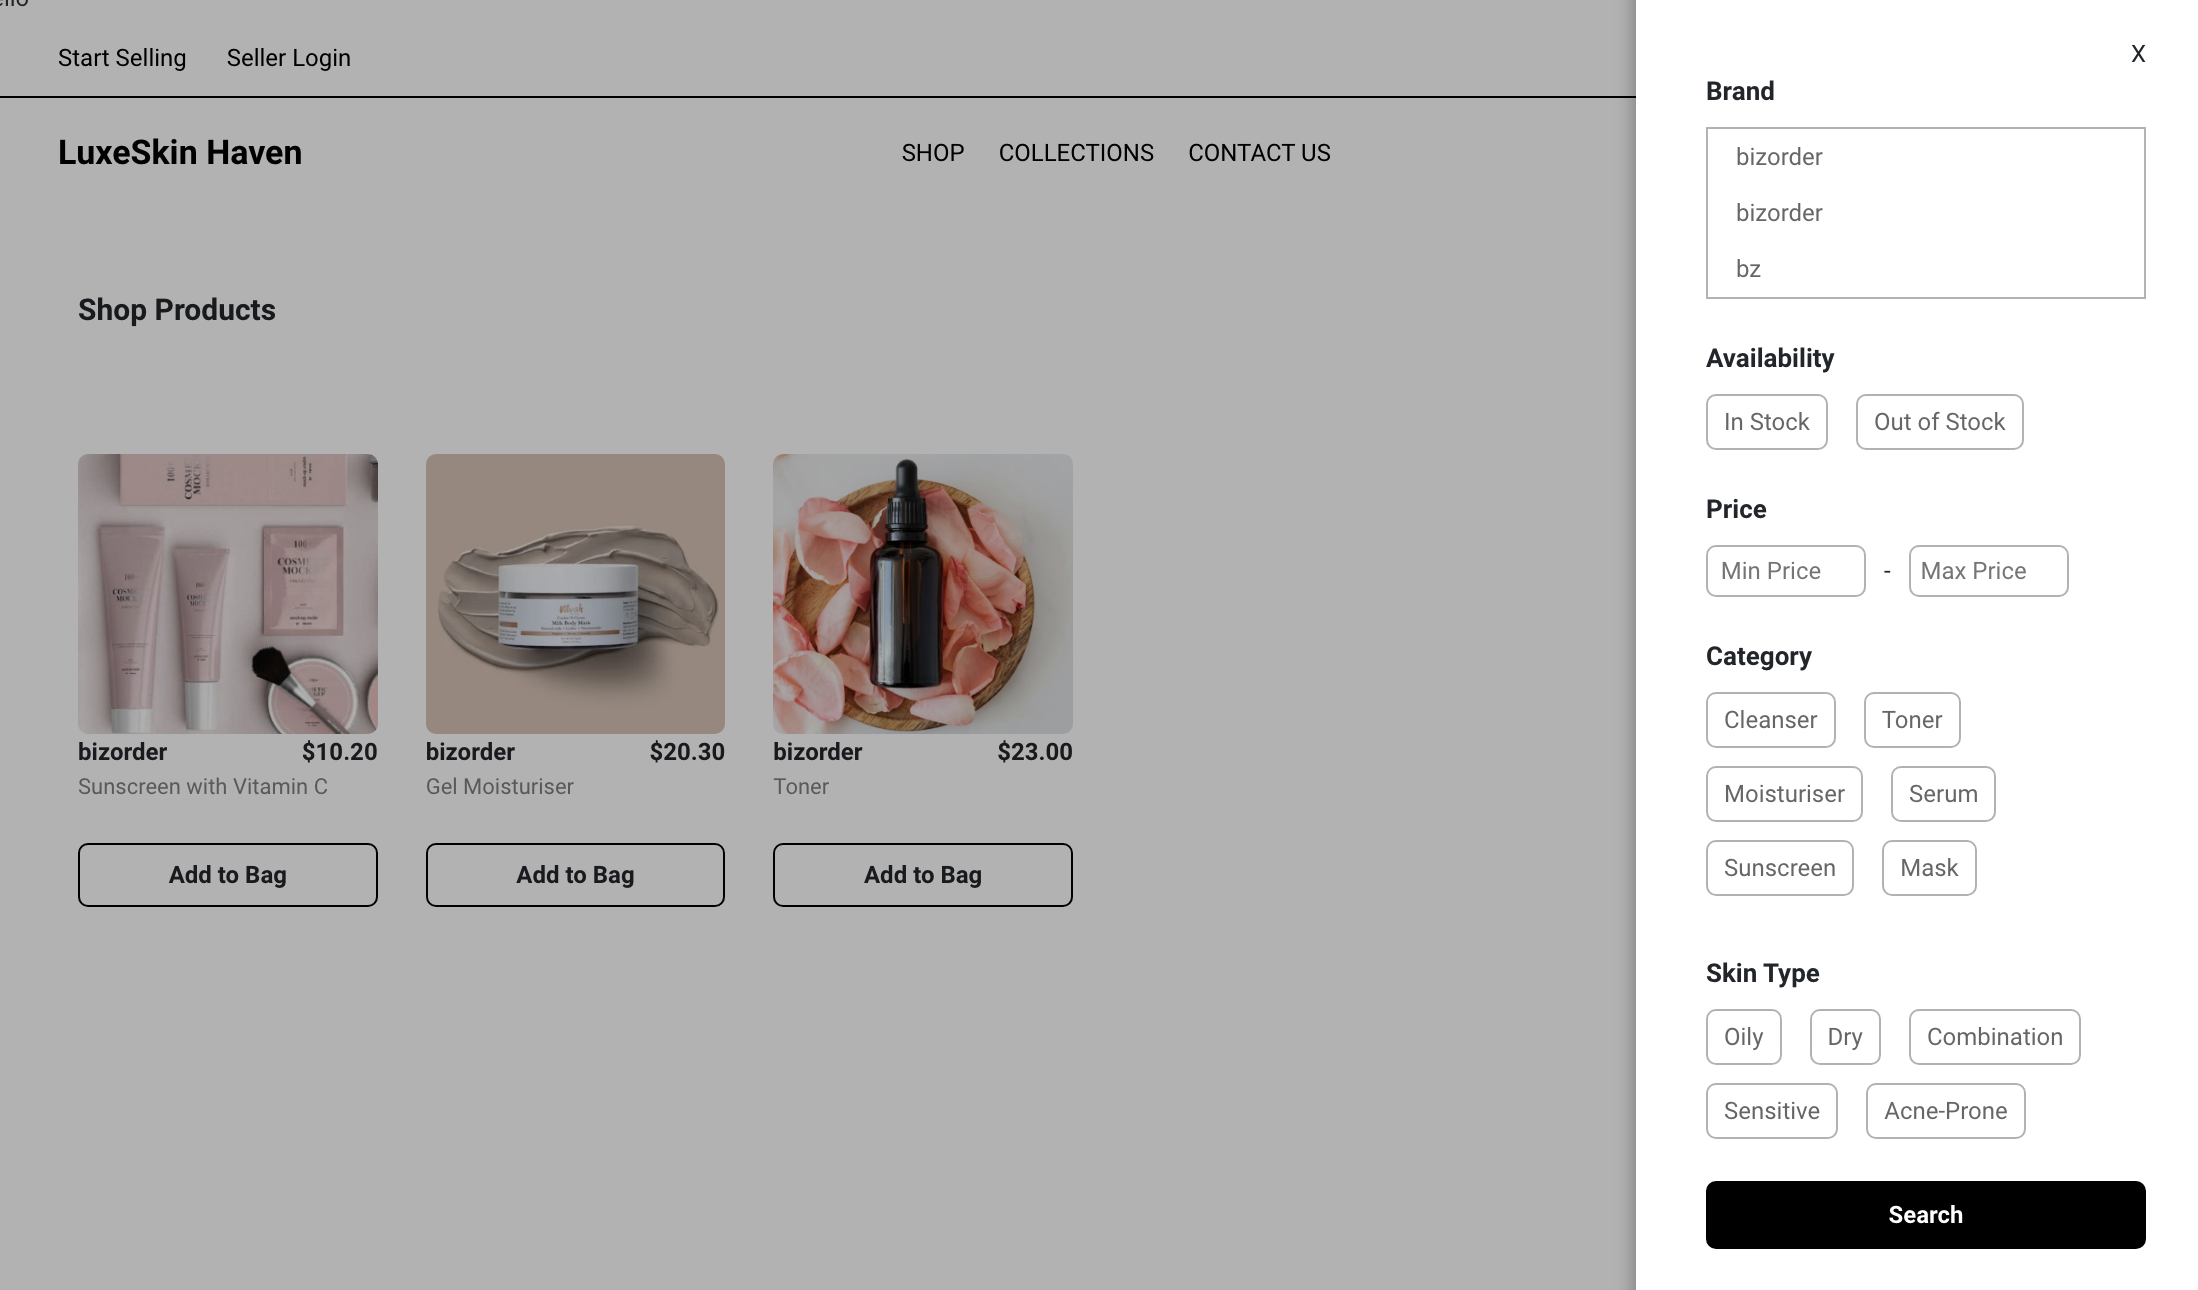 Start Selling Seller Login
LuxeSkin Haven
SHOP COLLECTIONS CONTACT US
Shop Products
bizorder $10.20
Sunscreen with Vitamin C
Add to Bag
bizorder $20.30
Gel Moisturiser
Add to Bag
bizorder $23.00
Toner
Add to Bag
X
Brand
bizorder
bizorder
bz
Availability
In Stock Out of Stock
Price
Min Price - Max Price
Category
Cleanser Toner
Moisturiser Serum
Sunscreen Mask
Skin Type
Oily Dry Combination
Sensitive Acne-Prone
Search